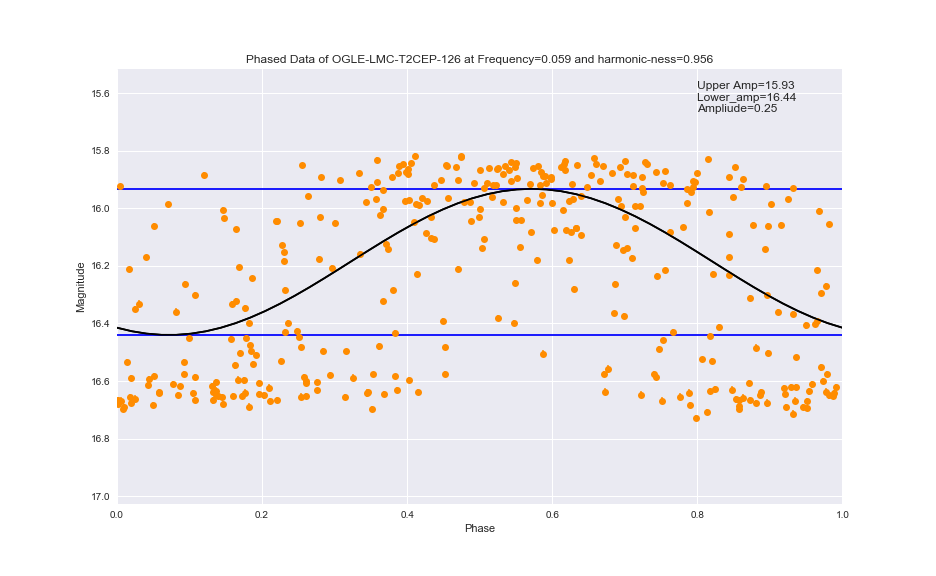 Phased Data of OGLE-LMC-T2CEP-126 at Frequency=0.059 and harmonic-ness=0.956
Upper Amp=15.93
Lower_amp=16.44
Ampliude=0.25
15.6
15.8
16.0
16.2
16.4
16.6
16.8
17.0
Magnitude
0.0 0.2 0.4 0.6 0.8 1.0
Phase